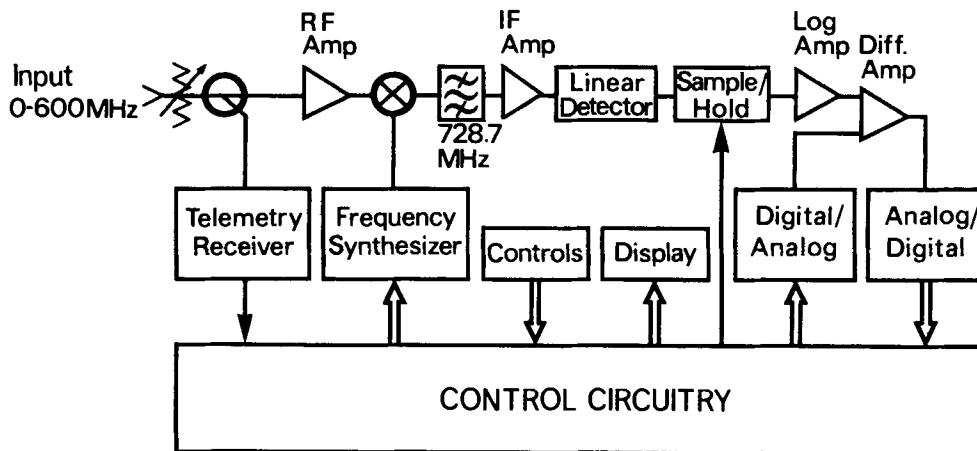 Input
0-600MHz
RF
Amp
728.7
MHz
IF
Amp
Linear
Detector
Sample/
Hold
Log
Amp
Diff.
Amp
Telemetry
Receiver
Frequency
Synthesizer
Controls
Display
Digital/
Analog
Analog/
Digital
CONTROL CIRCUITRY